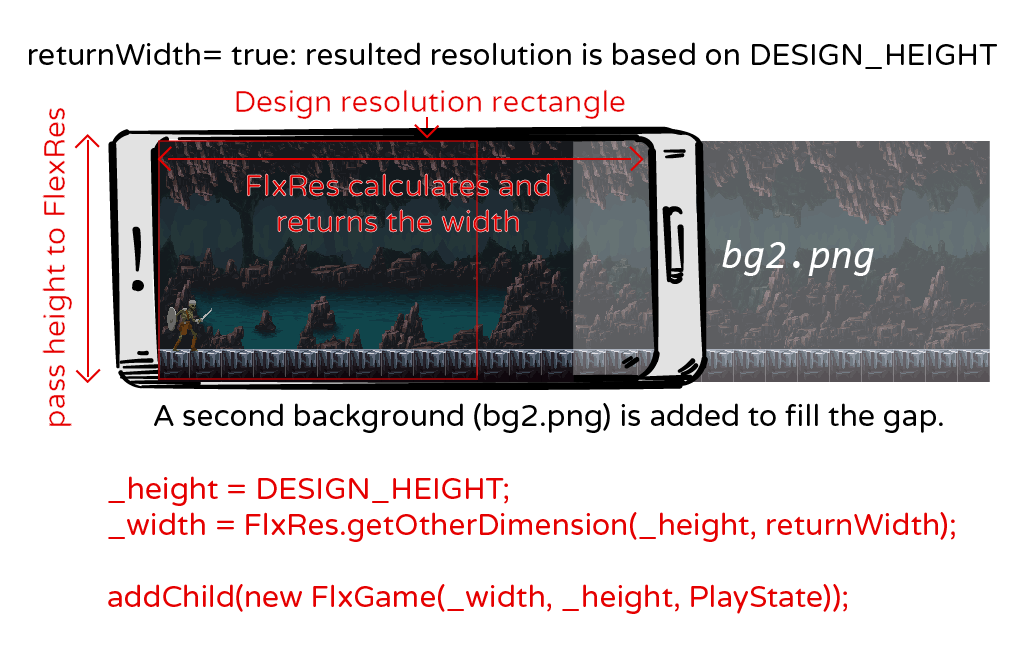 returnWidth= true: resulted resolution is based on DESIGN_HEIGHT
Design resolution rectangle
pass height to FlexRes
FlxRes calculates and
returns the width
bg2.png
A second background (bg2.png) is added to fill the gap.
_height = DESIGN_HEIGHT;
_width = FlxRes.getOtherDimension(_height, returnWidth);
addChild(new FlxGame(_width, _height, PlayState));